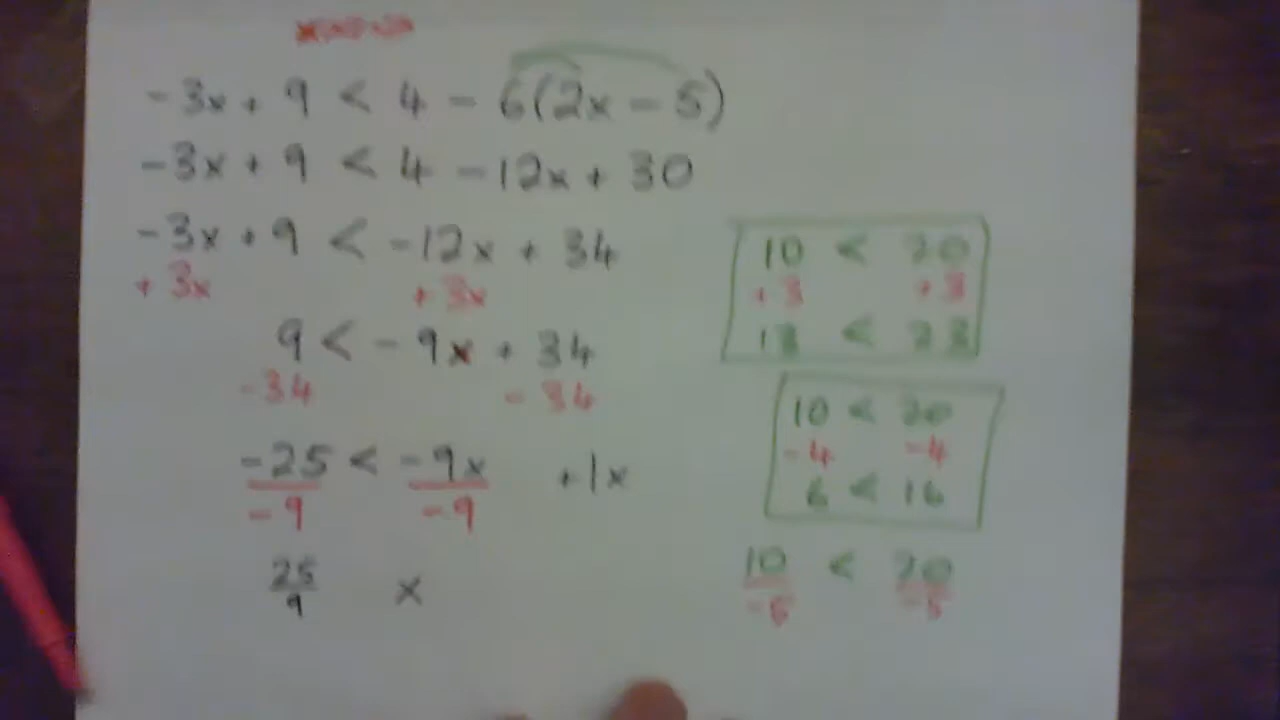 -3x + 9 < 4 - 6(2x - 5)
-3x + 9 < 4 - 12x + 30
-3x + 9 < -12x + 34
+ 3x + 3x
9 < - 9x + 34
-34 - 34
-25 < -9x + 1x
-9 -9
25 x
9
10 < 20
+3 +3
13 < 23
10 < 20
-4 -4
6 < 16
10 < 20
-5 -5